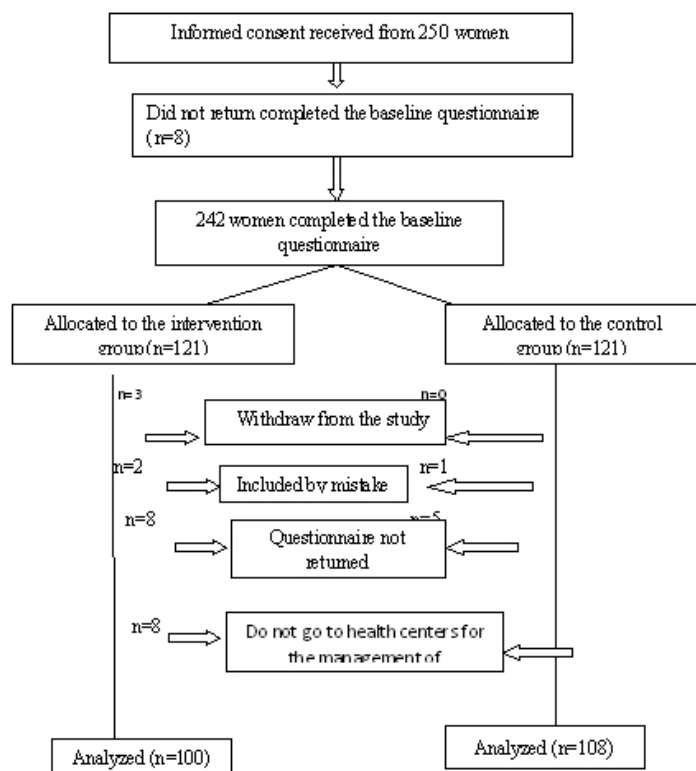 Informed consent received from 250 women
Did not return completed the baseline questionnaire
(n=8)
242 women completed the baseline
questionnaire
Allocated to the intervention
group (n=121)
Allocated to the control
group (n=121)
n=3
Withdraw from the study
n=2
n=1
Included by mistake
n=8
n=5
Questionnaire not
returned
n=8
Do not go to health centers for
the management of
Analyzed (n=100)
Analyzed (n=108)